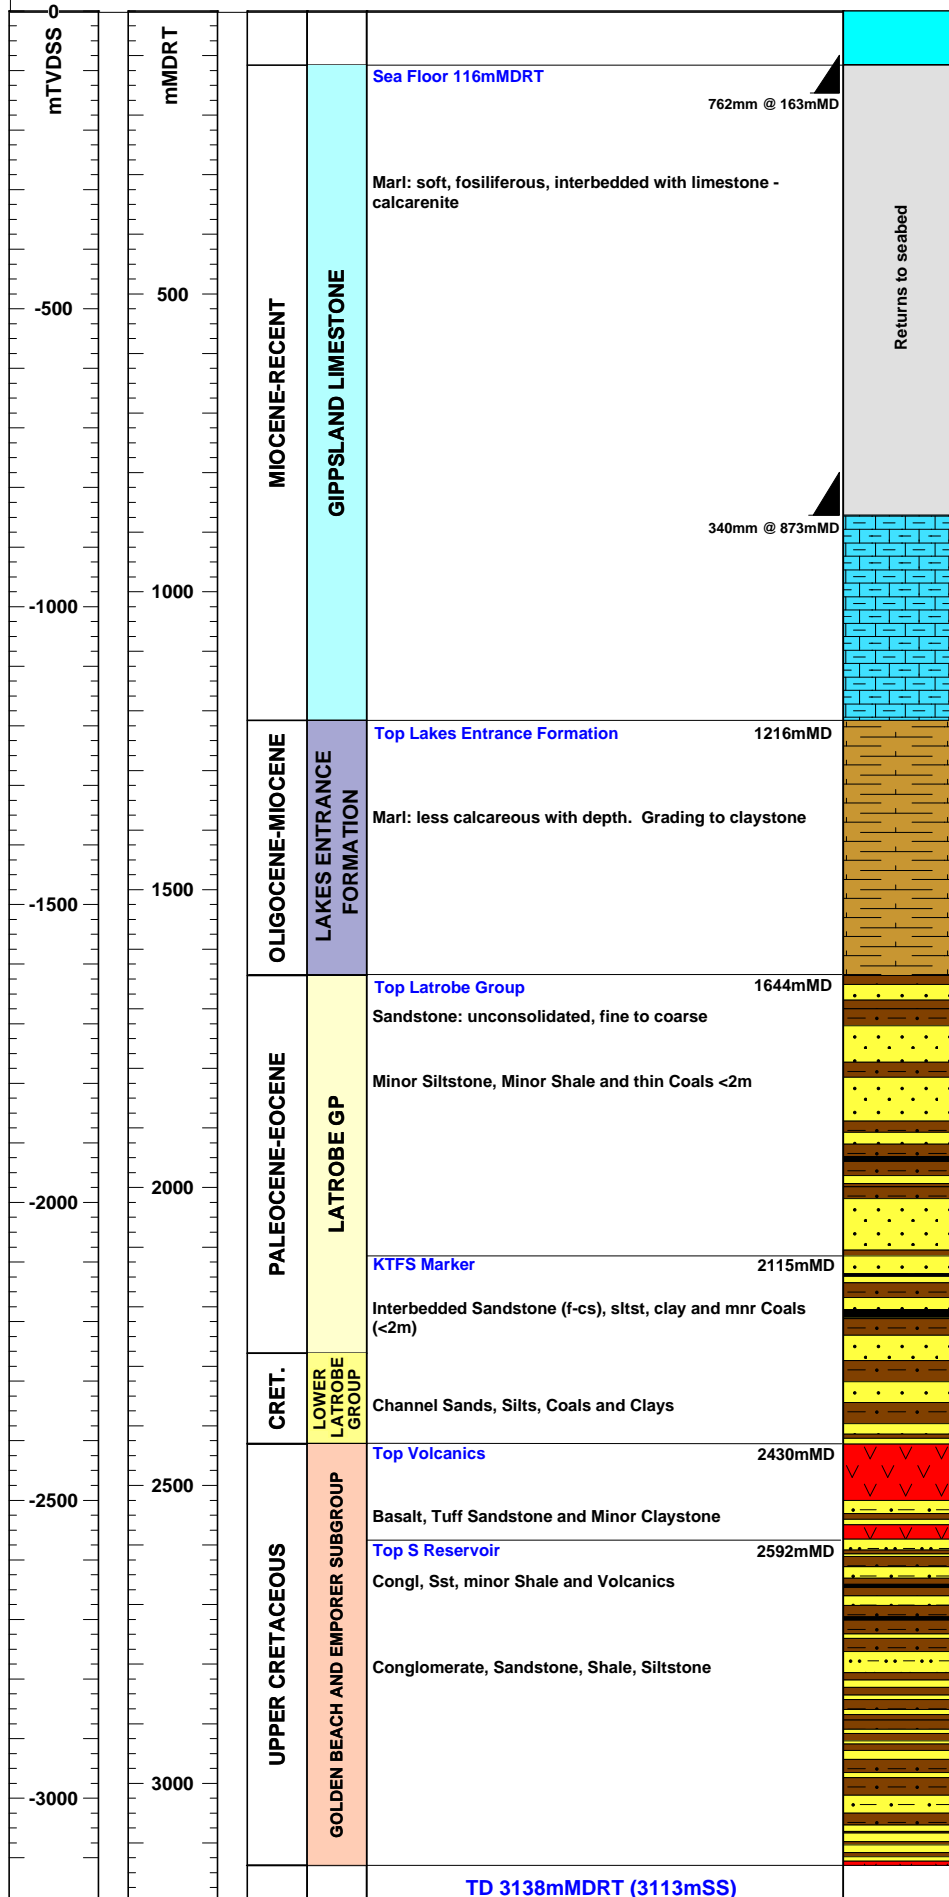 0
mTVDSS
-500
-1000
-1500
-2000
-2500
-3000
mMDRT
500
1000
1500
2000
2500
3000
MIOCENE-RECENT
OLIGOCENE-MIOCENE
PALEOCENE-EOCENE
CRET.
UPPER CRETACEOUS
GIPPSLAND LIMESTONE
LAKES ENTRANCE
FORMATION
LATROBE GP
LOWER
LATROBE
GROUP
GOLDEN BEACH AND EMPORER SUBGROUP
Sea Floor 116mMDRT
762mm @ 163mMD
Marl: soft, fosiliferous, interbedded with limestone -
calcarenite
Returns to seabed
340mm @ 873mMD
Top Lakes Entrance Formation 1216mMD
Marl: less calcareous with depth. Grading to claystone
Top Latrobe Group 1644mMD
Sandstone: unconsolidated, fine to coarse
Minor Siltstone, Minor Shale and thin Coals <2m
KTFS Marker 2115mMD
Interbedded Sandstone (f-cs), sltst, clay and mnr Coals
(<2m)
Channel Sands, Silts, Coals and Clays
Top Volcanics 2430mMD
Basalt, Tuff Sandstone and Minor Claystone
Top S Reservoir 2592mMD
Congl, Sst, minor Shale and Volcanics
Conglomerate, Sandstone, Shale, Siltstone
TD 3138mMDRT (3113mSS)